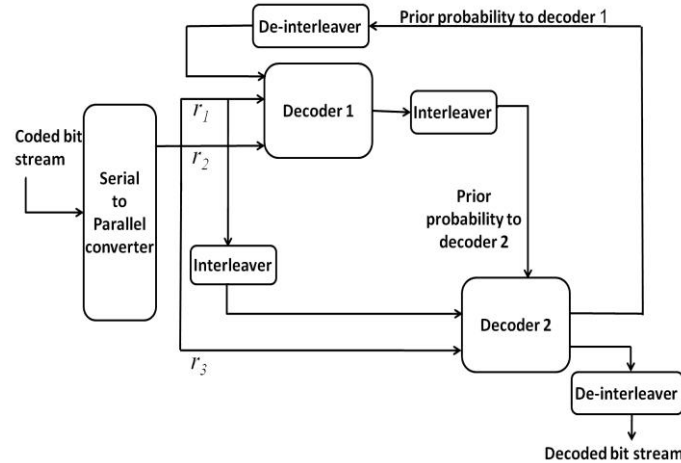 Prior probability to decoder 1
De-interleaver
Decoder 1
Interleaver
r1
r2
Coded bit
stream
Serial
to
Parallel
converter
Prior
probability to
decoder 2
Interleaver
Decoder 2
r3
De-interleaver
Decoded bit stream